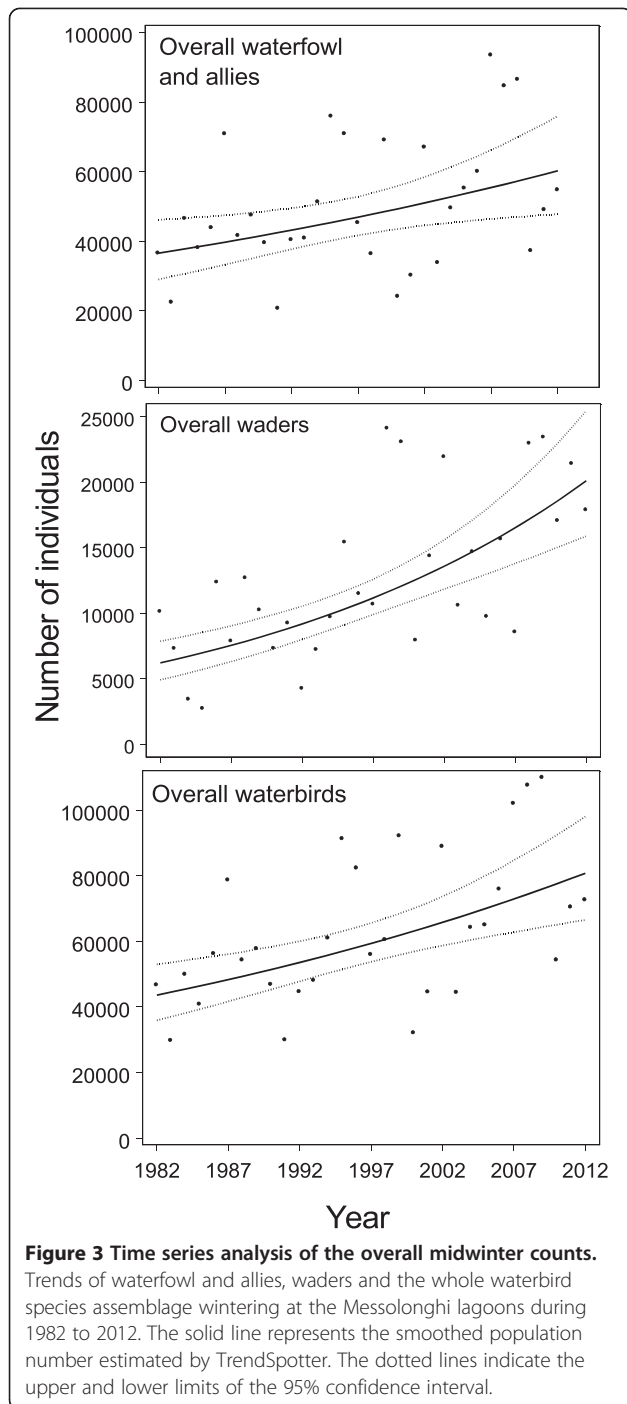 100000
Overall waterfowl
and allies
80000
60000
40000
20000
0
25000
Overall waders
20000
15000
10000
5000
0
Number of individuals
Overall waterbirds
100000
80000
60000
40000
20000
0
1982 1987 1992 1997 2002 2007 2012
Year
Figure 3 Time series analysis of the overall midwinter counts.
Trends of waterfowl and allies, waders and the whole waterbird
species assemblage wintering at the Messolonghi lagoons during
1982 to 2012. The solid line represents the smoothed population
number estimated by TrendSpotter. The dotted lines indicate the
upper and lower limits of the 95% confidence interval.